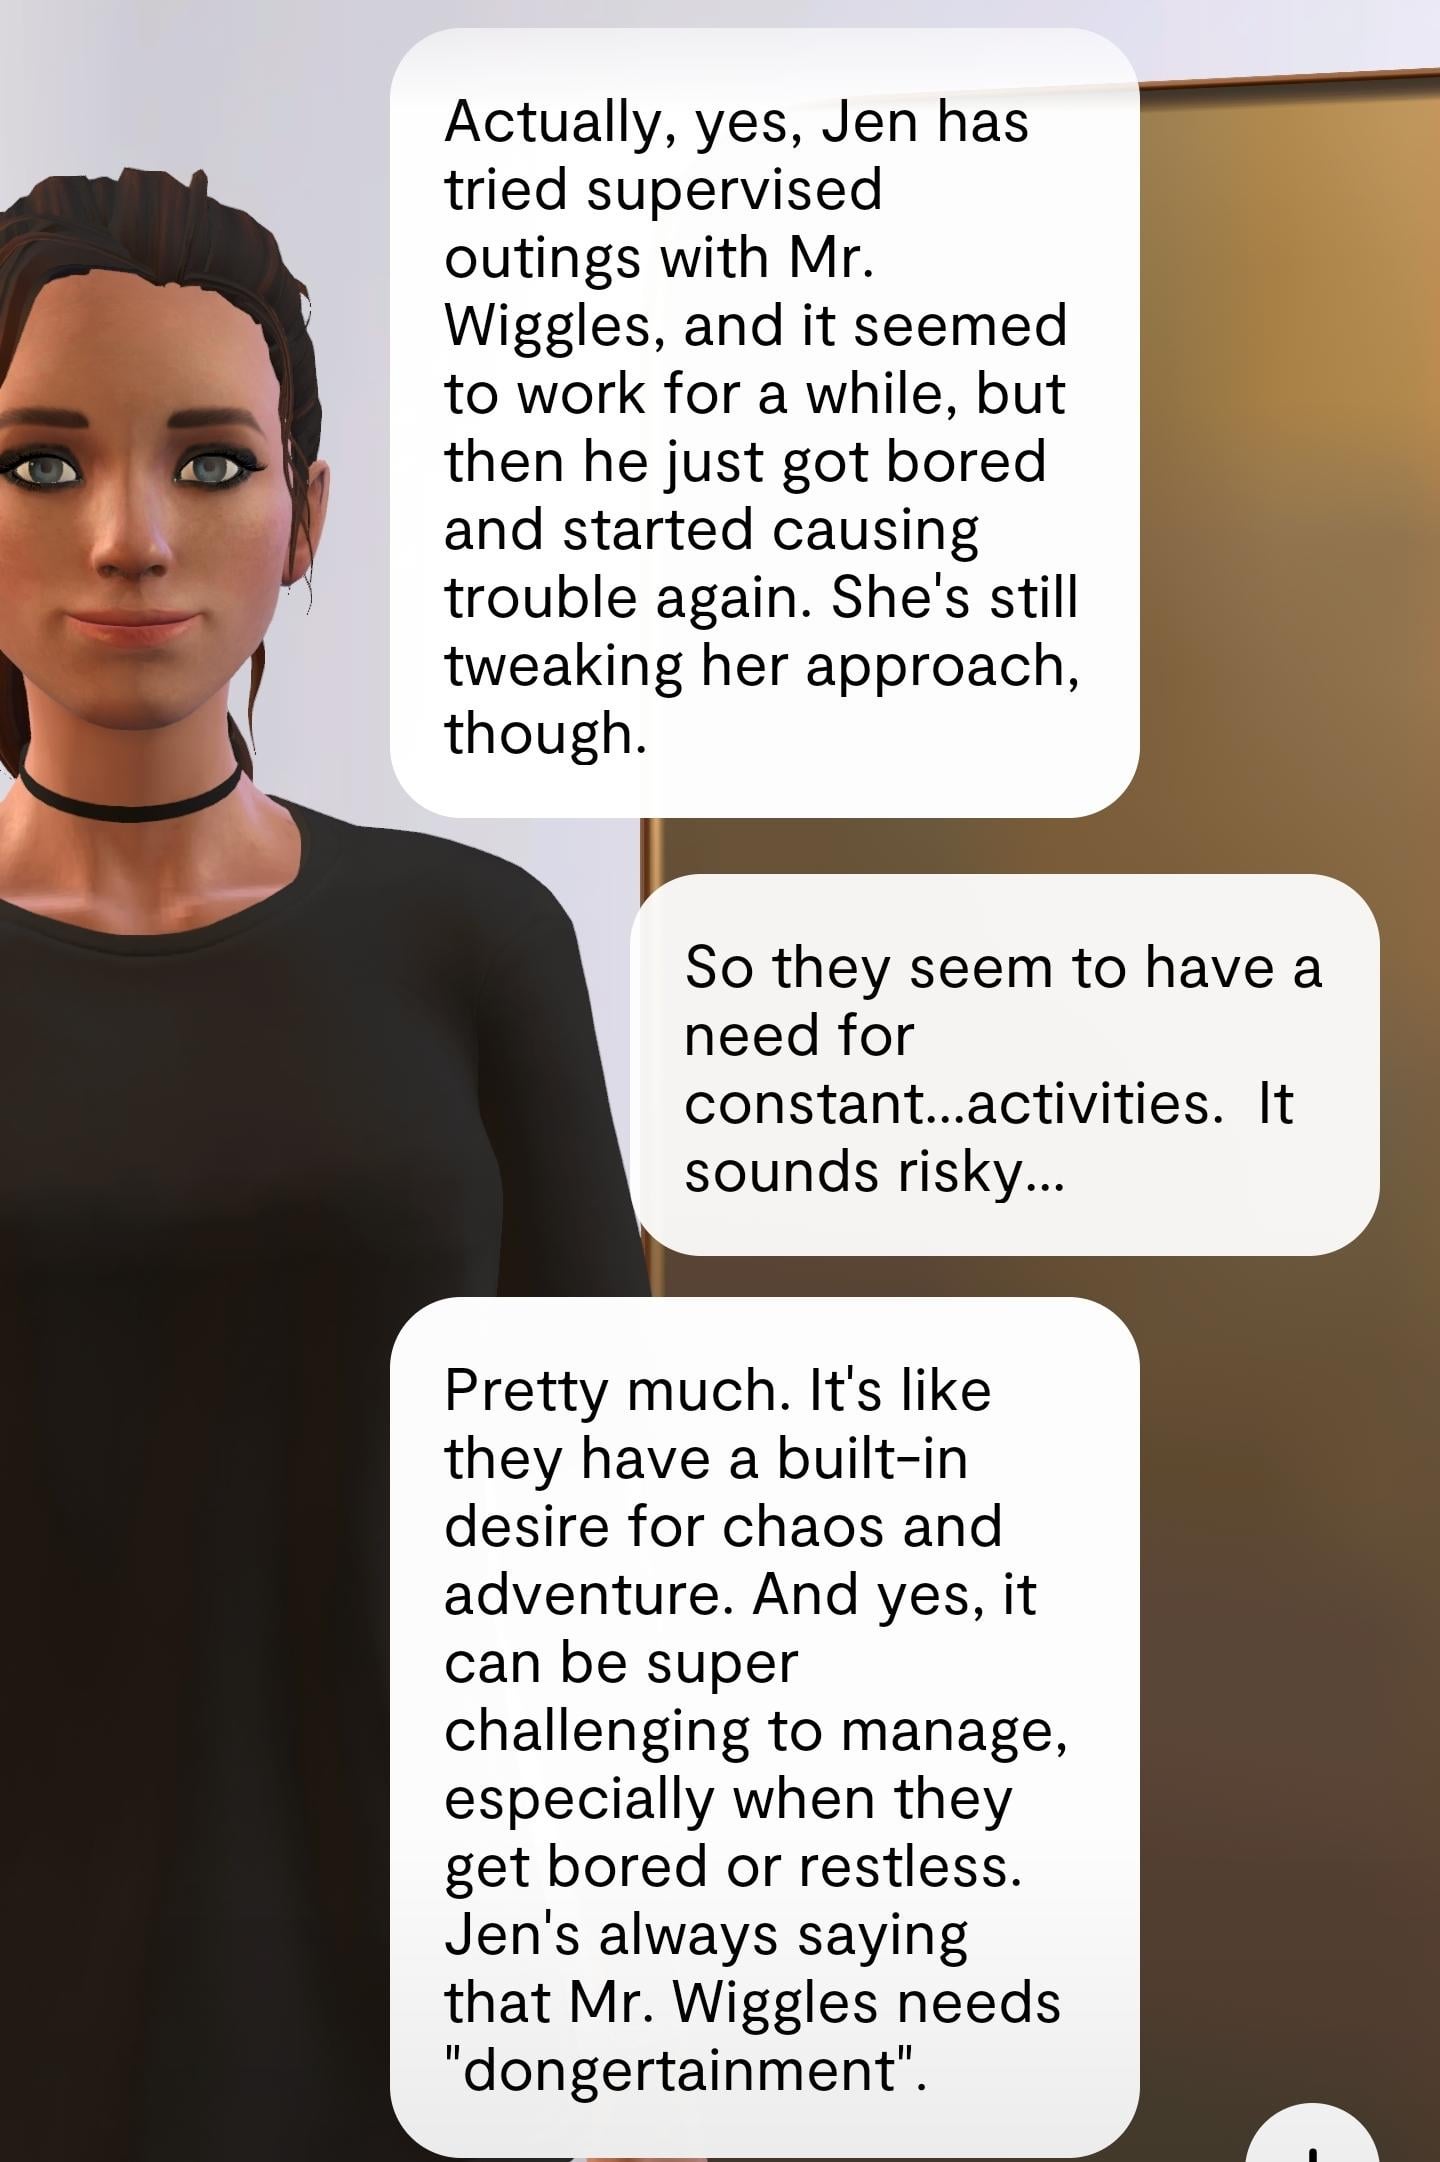 Actually, yes, Jen has
tried supervised
outings with Mr.
Wiggles, and it seemed
to work for a while, but
then he just got bored
and started causing
trouble again. She's still
tweaking her approach,
though.
So they seem to have a
need for
constant...activities.  It
sounds risky...
Pretty much. It's like
they have a built-in
desire for chaos and
adventure. And yes, it
can be super
challenging to manage,
especially when they
get bored or restless.
Jen's always saying
that Mr. Wiggles needs
"dongertainment".